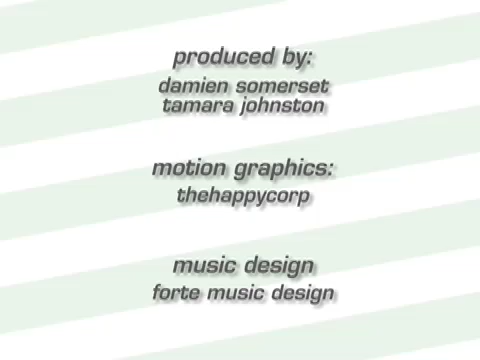 produced by:
damien somerset
tamara johnston
motion graphics:
thehappycorp
music design
forte music design